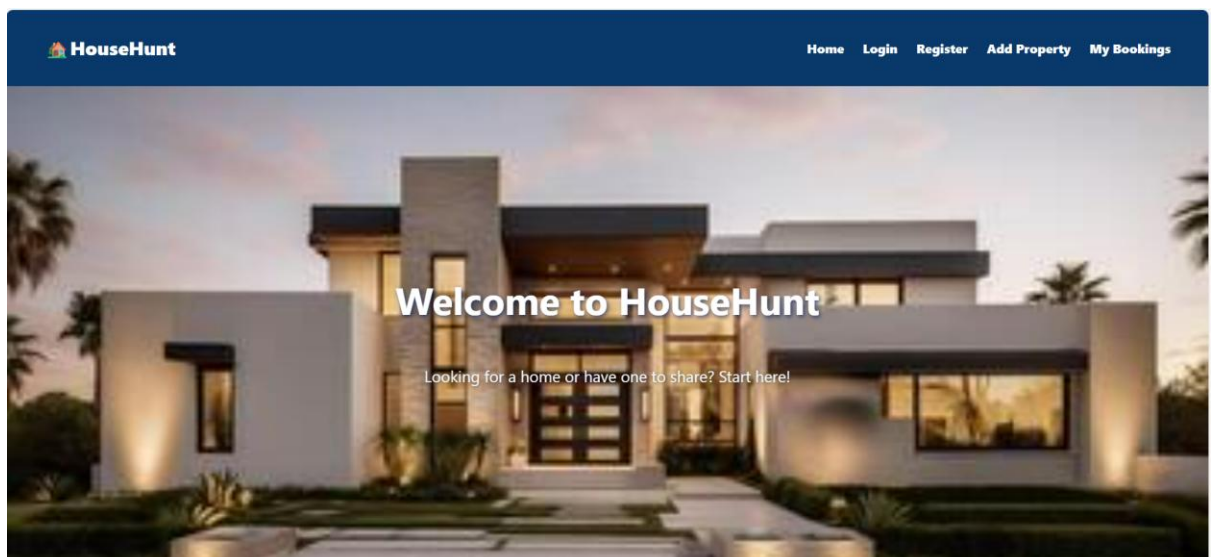 🏘️ HouseHunt
Home Login Register Add Property My Bookings
Welcome to HouseHunt
Looking for a home or have one to share? Start here!